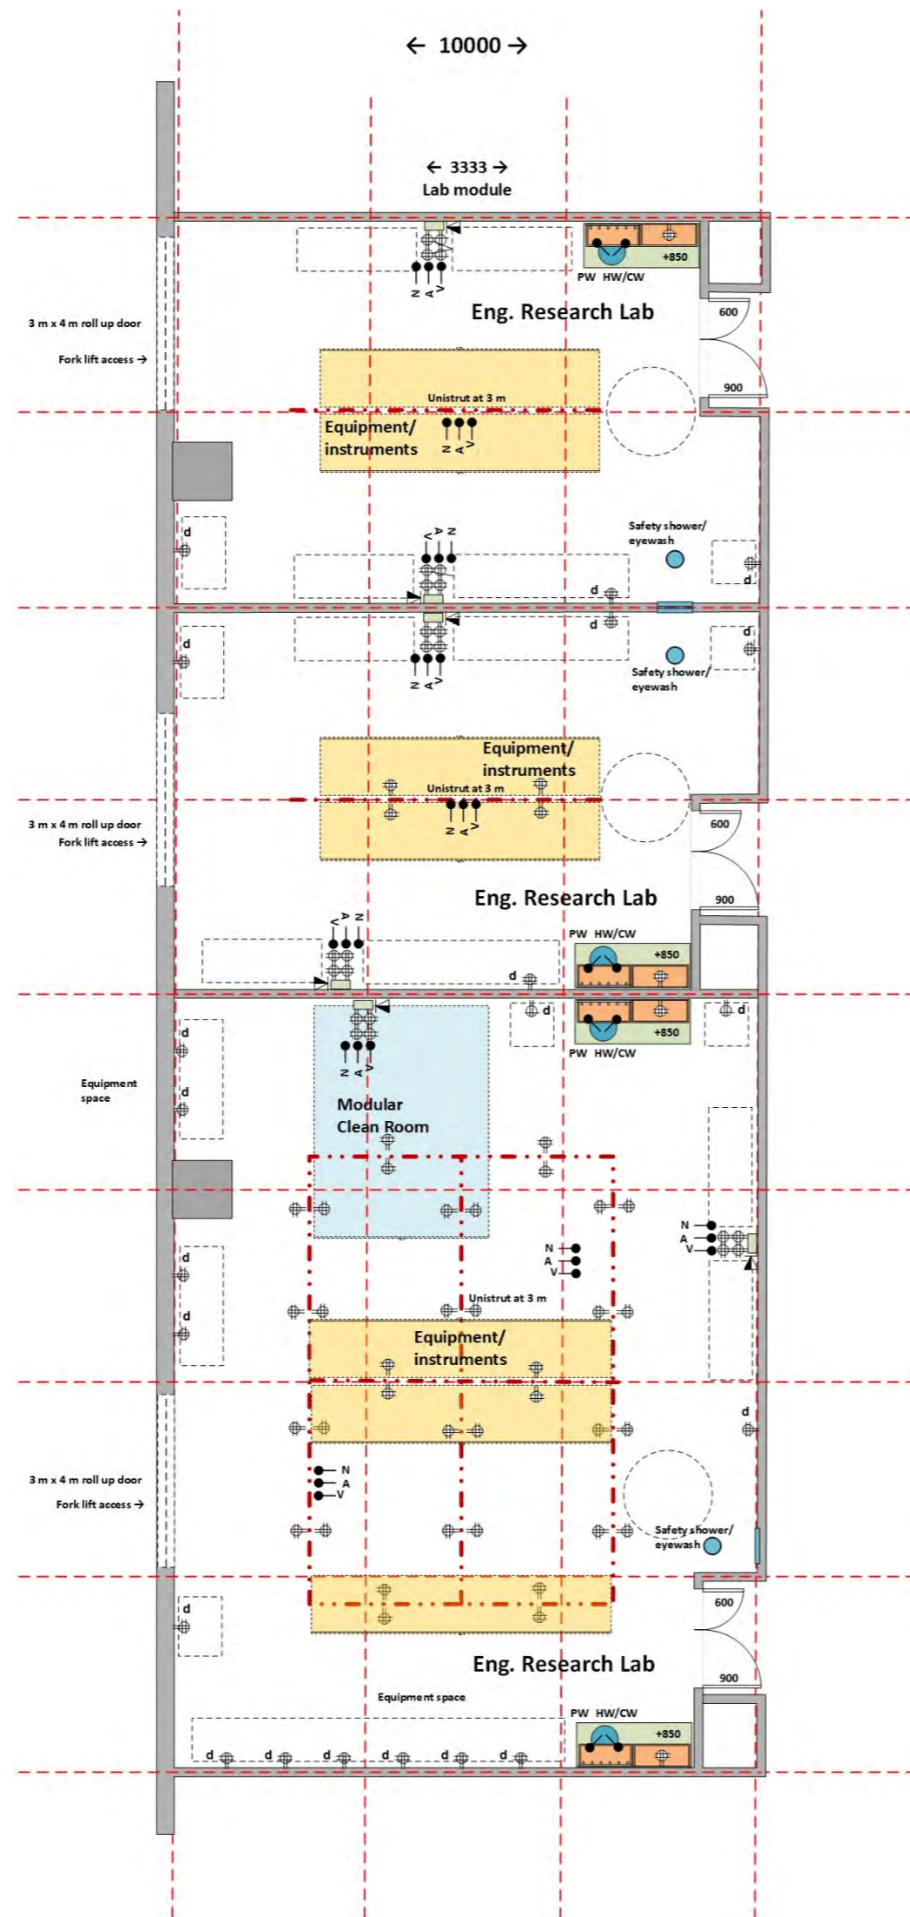 ← 10000 →
← 3333 →
Lab module
+850
PW HW/CW
N A V
Eng. Research Lab
600
3 m x 4 m roll up door
Fork lift access →
900
Unistrut at 3 m
Equipment/
instruments
N A V
d
V A N
Safety shower/
eyewash
d
d
d
d
d
N A V
Safety shower/
eyewash
Equipment/
instruments
Unistrut at 3 m
N A V
3 m x 4 m roll up door
Fork lift access →
600
Eng. Research Lab
900
V A N
PW HW/CW
+850
d
d
d
+850
PW HW/CW
d
N A V
Equipment
space
d
Modular
Clean Room
N
A
V
N
A
V
d
Unistrut at 3 m
d
Equipment/
instruments
d
N
A
V
3 m x 4 m roll up door
Fork lift access →
Safety shower/
eyewash
600
d
Eng. Research Lab
900
Equipment space
PW HW/CW
+850
d d d d d d